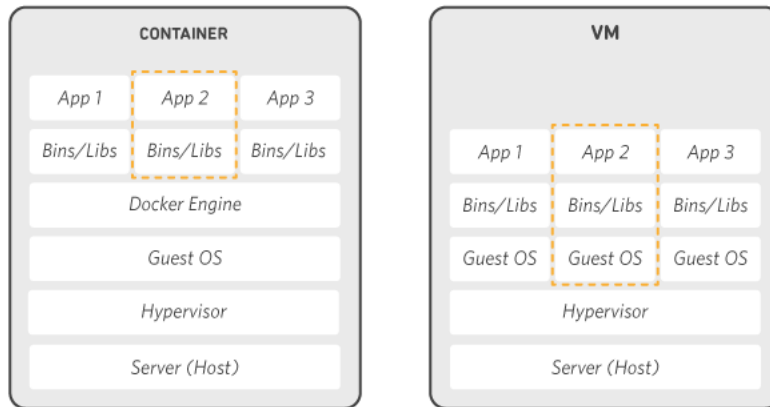 CONTAINER
App 1 App 2 App 3
Bins/Libs Bins/Libs Bins/Libs
Docker Engine
Guest OS
Hypervisor
Server (Host)
VM
App 1 App 2 App 3
Bins/Libs Bins/Libs Bins/Libs
Guest OS Guest OS Guest OS
Hypervisor
Server (Host)